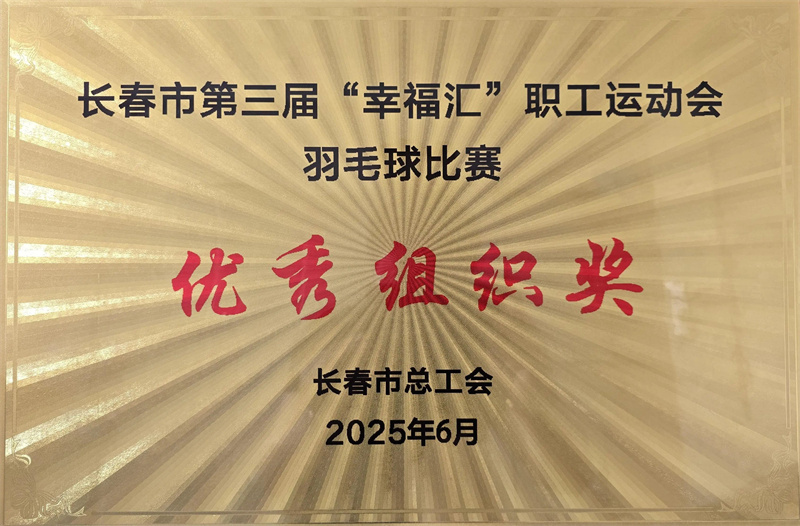 长春市第三届“幸福汇”职工运动会
羽毛球比赛
优秀组织奖
长春市总工会
2025年6月